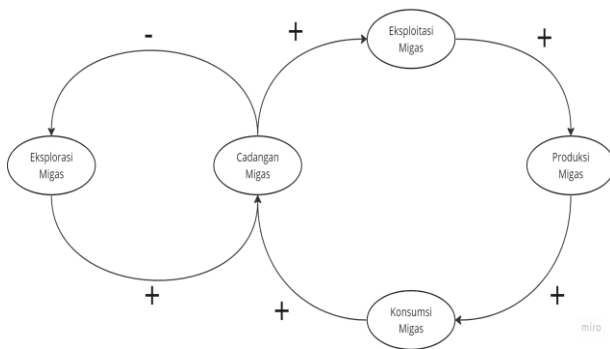 -
+
Eksploitasi
Migas
+
Eksplorasi
Migas
Cadangan
Migas
Produksi
Migas
+
+
Konsumsi
Migas
+
miro